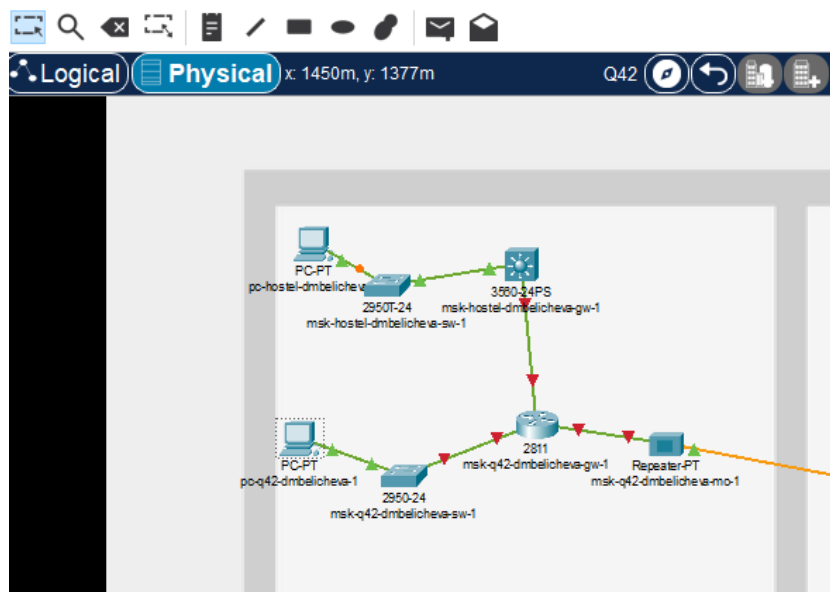 Logical
Physical
x: 1450m, y: 1377m
Q42
PC-PT
pc-hostel-dmbelicheva
2950T-24
msk-hostel-dmbelicheva-sw-1
3560-24PS
msk-hostel-dmbelicheva-gw-1
2811
msk-q42-dmbelicheva-gw-1
Repeater-PT
msk-q42-dmbelicheva-mo-1
PC-PT
pc-q42-dmbelicheva-1
2950-24
msk-q42-dmbelicheva-sw-1